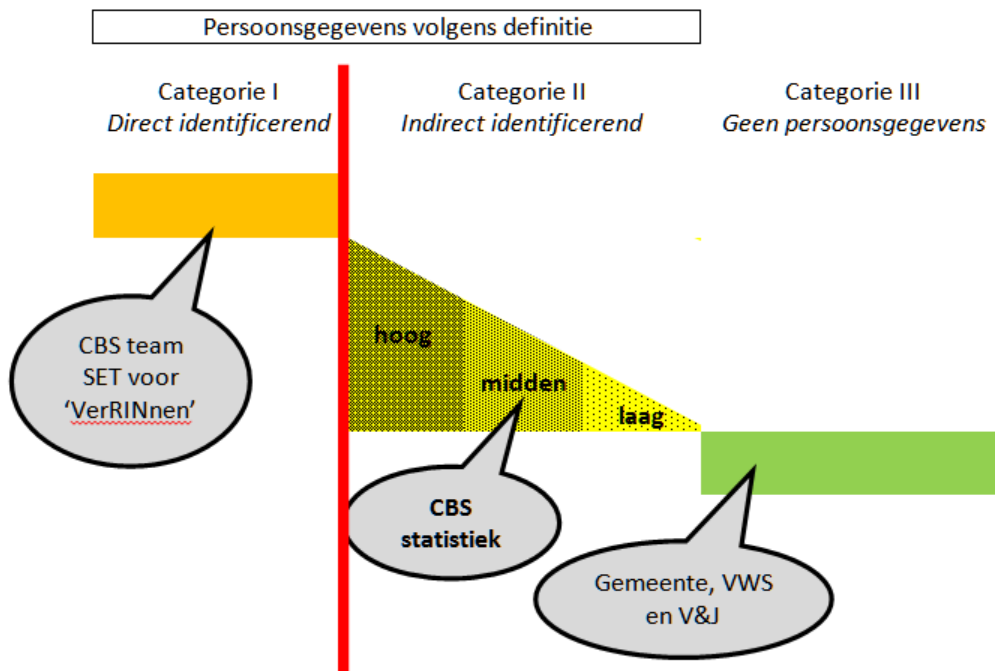 Persoonsgegevens volgens definitie
Categorie I
Direct identificerend
Categorie II
Indirect identificerend
Categorie III
Geen persoonsgegevens
hoog
midden
laag
CBS team
SET voor
‘VerRINnen’
CBS
statistiek
Gemeente, VWS
en V&J